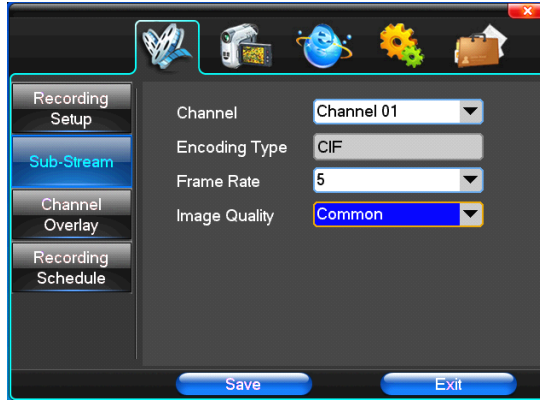 Recording
Setup
Sub-Stream
Channel
Overlay
Recording
Schedule
Channel
Channel 01
Encoding Type
CIF
Frame Rate
5
Image Quality
Common
Save
Exit